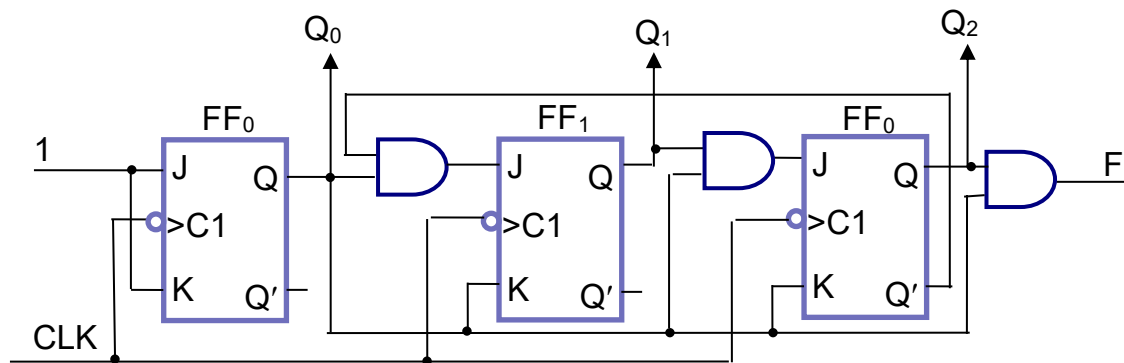 Q₀
Q₁
Q₂
FF₀
FF₁
FF₀
1
J
Q
>C1
K
Q′
J
Q
>C1
K
Q′
J
Q
>C1
K
Q′
F
CLK